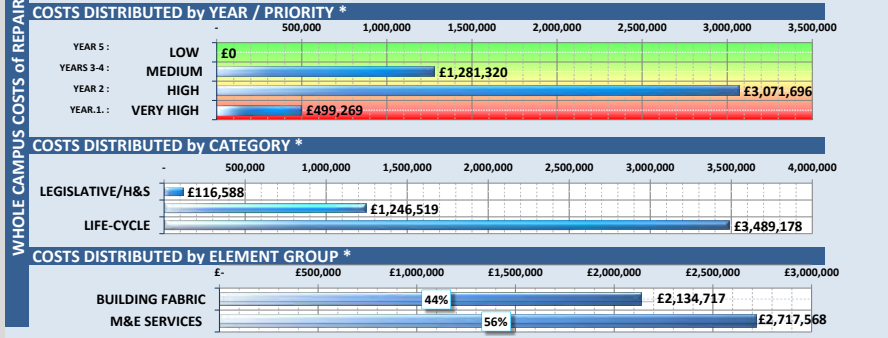 WHOLE CAMPUS COSTS of REPAIR
COSTS DISTRIBUTED by YEAR / PRIORITY *
- 500,000 1,000,000 1,500,000 2,000,000 2,500,000 3,000,000 3,500,000
YEAR 5 : LOW £0
YEARS 3-4 : MEDIUM £1,281,320
YEAR 2 : HIGH £3,071,696
YEAR.1. : VERY HIGH £499,269
COSTS DISTRIBUTED by CATEGORY *
- 500,000 1,000,000 1,500,000 2,000,000 2,500,000 3,000,000 3,500,000 4,000,000
LEGISLATIVE/H&S £116,588
£1,246,519
LIFE-CYCLE £3,489,178
COSTS DISTRIBUTED by ELEMENT GROUP *
£- £500,000 £1,000,000 £1,500,000 £2,000,000 £2,500,000 £3,000,000
BUILDING FABRIC 44% £2,134,717
M&E SERVICES 56% £2,717,568